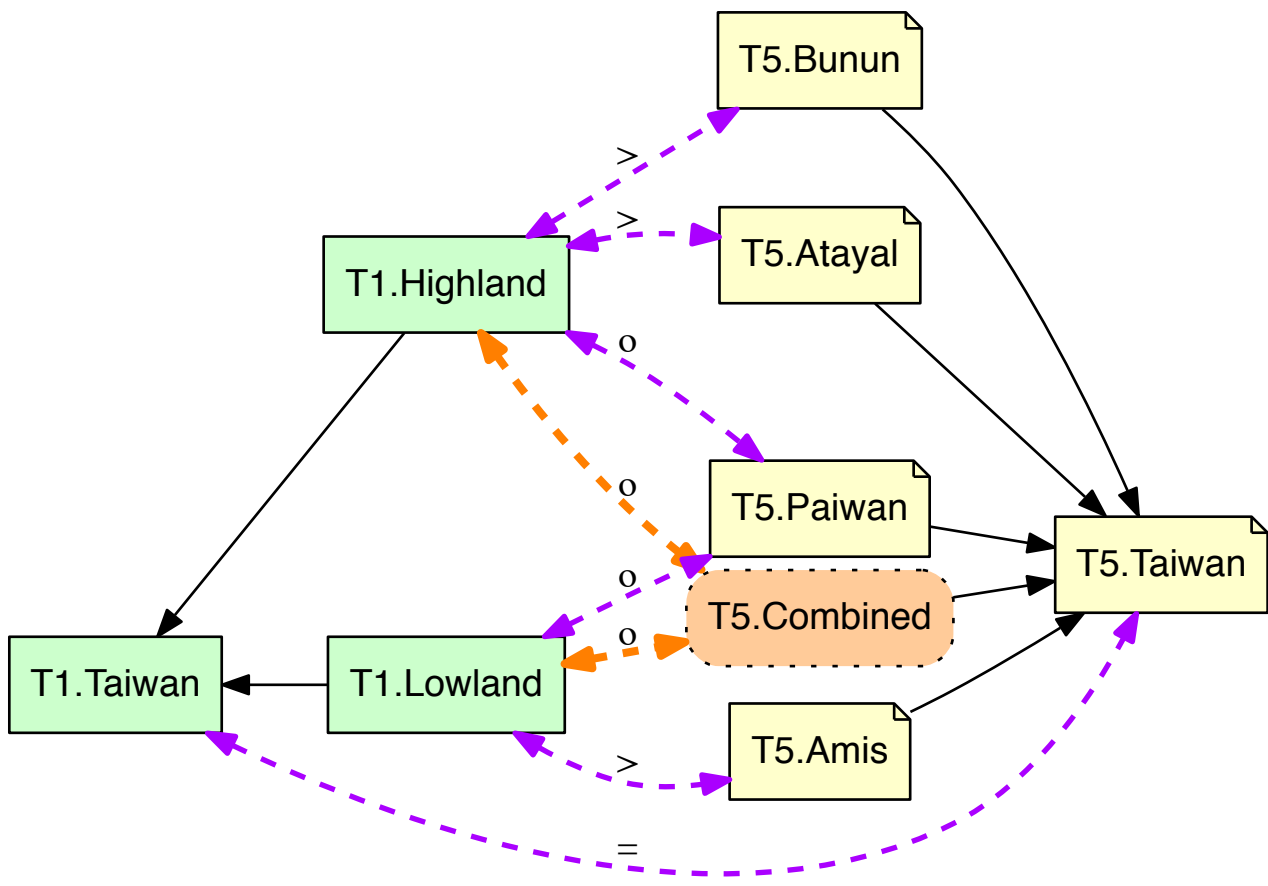 T5.Bunun
>
>
T1.Highland
T5.Atayal
o
o
T5.Paiwan
T5.Taiwan
o
T5.Combined
o
T1.Taiwan
T1.Lowland
T5.Amis
>
=